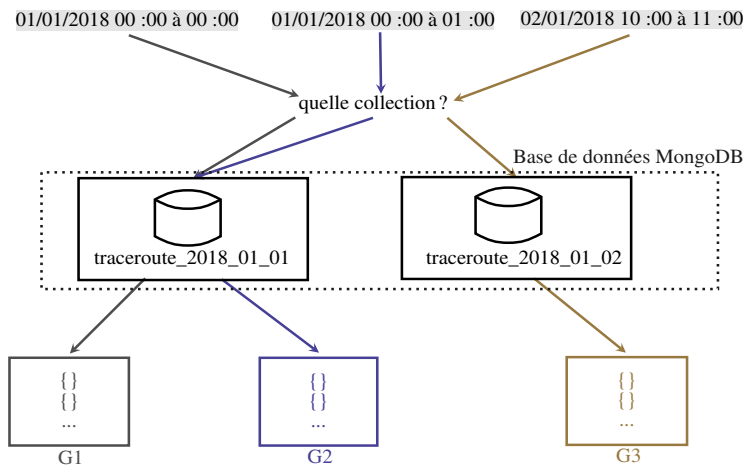 01/01/2018 00 :00 à 00 :00
01/01/2018 00 :00 à 01 :00
02/01/2018 10 :00 à 11 :00
quelle collection ?
Base de données MongoDB
traceroute_2018_01_01
traceroute_2018_01_02
{}
{}
...
{}
{}
...
{}
{}
...
G1
G2
G3